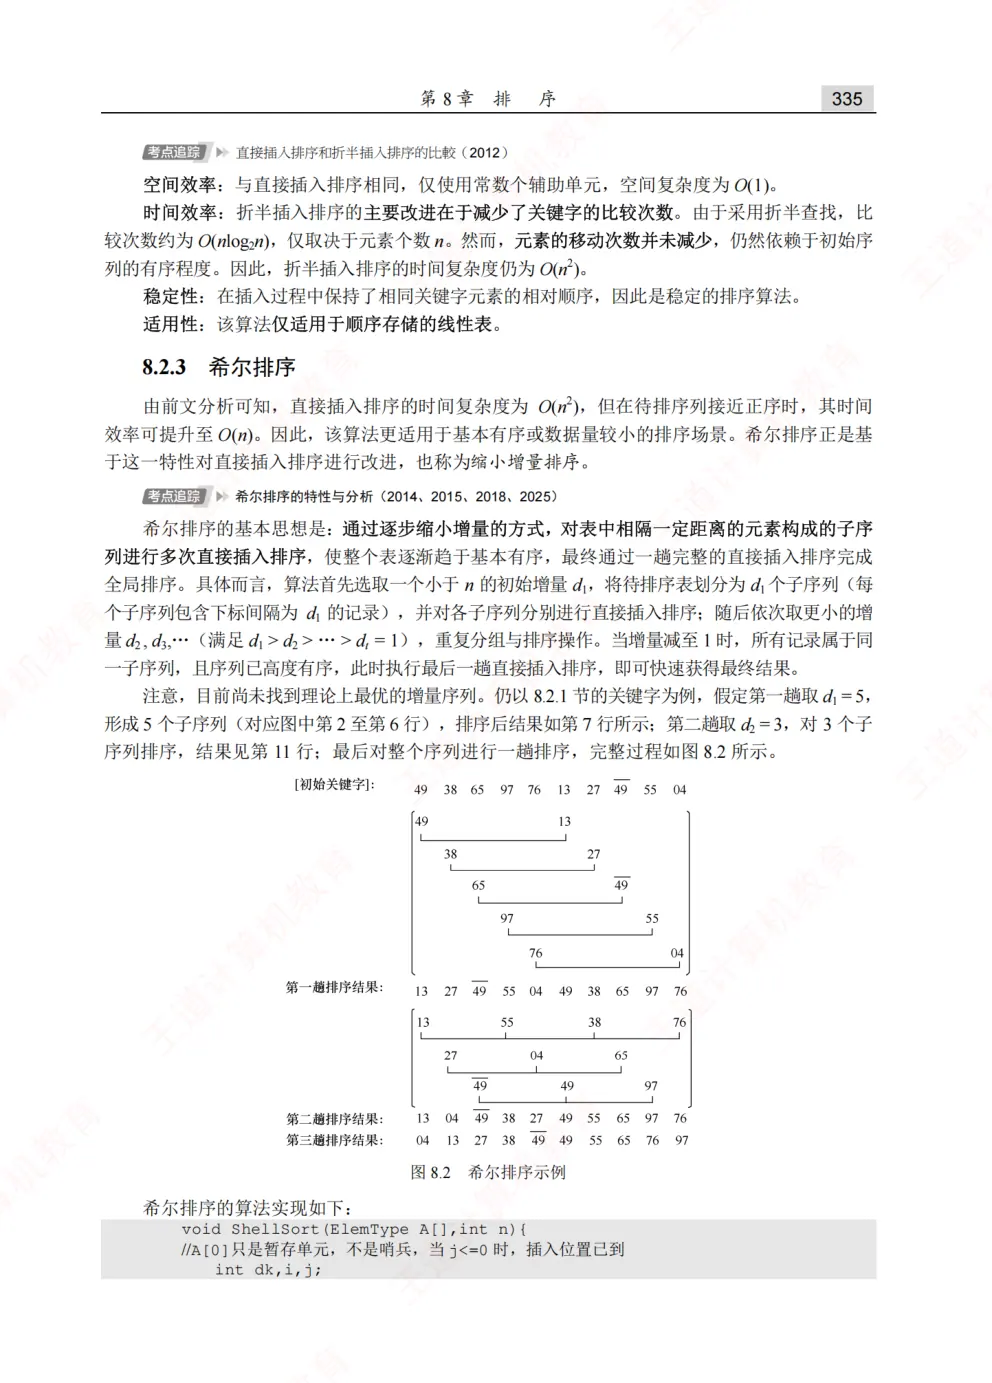 第 8 章 排 序 335
考点追踪 直接插入排序和折半插入排序的比较（2012）
空间效率：与直接插入排序相同，仅使用常数个辅助单元，空间复杂度为 O(1)。
时间效率：折半插入排序的主要改进在于减少了关键字的比较次数。由于采用折半查找，比
较次数约为 O(nlog₂n)，仅取决于元素个数 n。然而，元素的移动次数并未减少，仍然依赖于初始序
列的有序程度。因此，折半插入排序的时间复杂度仍为 O(n²)。
稳定性：在插入过程中保持了相同关键字元素的相对顺序，因此是稳定的排序算法。
适用性：该算法仅适用于顺序存储的线性表。
8.2.3 希尔排序
由前文分析可知，直接插入排序的时间复杂度为 O(n²)，但在待排序列接近正序时，其时间
效率可提升至 O(n)。因此，该算法更适用于基本有序或数据量较小的排序场景。希尔排序正是基
于这一特性对直接插入排序进行改进，也称为缩小增量排序。
考点追踪 希尔排序的特性与分析（2014、2015、2018、2025）
希尔排序的基本思想是：通过逐步缩小增量的方式，对表中相隔一定距离的元素构成的子序
列进行多次直接插入排序，使整个表逐渐趋于基本有序，最终通过一趟完整的直接插入排序完成
全局排序。具体而言，算法首先选取一个小于 n 的初始增量 d₁，将待排序表划分为 d₁ 个子序列（每
个子序列包含下标间隔为 d₁ 的记录），并对各子序列分别进行直接插入排序；随后依次取更小的增
量 d₂ , d₃,⋯（满足 d₁ > d₂ > ⋯ > dₜ = 1），重复分组与排序操作。当增量减至 1 时，所有记录属于同
一子序列，且序列已高度有序，此时执行最后一趟直接插入排序，即可快速获得最终结果。
注意，目前尚未找到理论上最优的增量序列。仍以 8.2.1 节的关键字为例，假定第一趟取 d₁ = 5，
形成 5 个子序列（对应图中第 2 至第 6 行），排序后结果如第 7 行所示；第二趟取 d₂ = 3，对 3 个子
序列排序，结果见第 11 行；最后对整个序列进行一趟排序，完整过程如图 8.2 所示。
[初始关键字]: 49 38 65 97 76 13 27 4̅9̅ 55 04
49 13
38 27
65 4̅9̅
97 55
76 04
第一趟排序结果： 13 27 4̅9̅ 55 04 49 38 65 97 76
13 55 38 76
27 04 65
4̅9̅ 49 97
第二趟排序结果： 13 04 4̅9̅ 38 27 49 55 65 97 76
第三趟排序结果： 04 13 27 38 4̅9̅ 49 55 65 76 97
图 8.2 希尔排序示例
希尔排序的算法实现如下：
void ShellSort(ElemType A[],int n){
//A[0]只是暂存单元，不是哨兵，当 j<=0 时，插入位置已到
int dk,i,j;